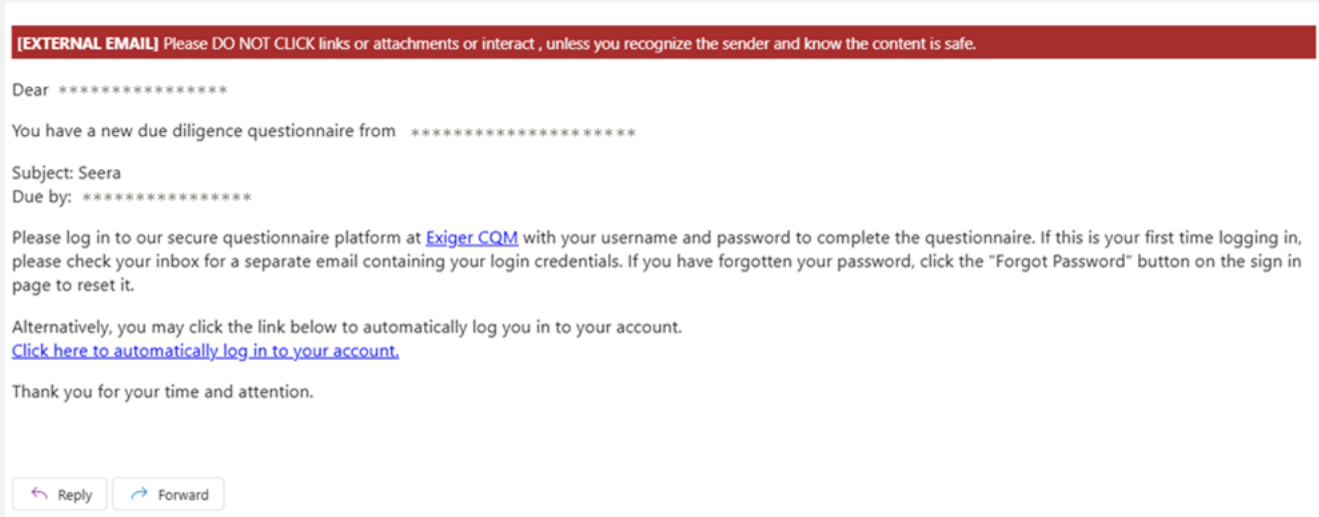 [EXTERNAL EMAIL] Please DO NOT CLICK links or attachments or interact , unless you recognize the sender and know the content is safe.
Dear ****************
You have a new due diligence questionnaire from *********************
Subject: Seera
Due by: ****************
Please log in to our secure questionnaire platform at Exiger CQM with your username and password to complete the questionnaire. If this is your first time logging in,
please check your inbox for a separate email containing your login credentials. If you have forgotten your password, click the "Forgot Password" button on the sign in
page to reset it.
Alternatively, you may click the link below to automatically log you in to your account.
Click here to automatically log in to your account.
Thank you for your time and attention.
Reply Forward